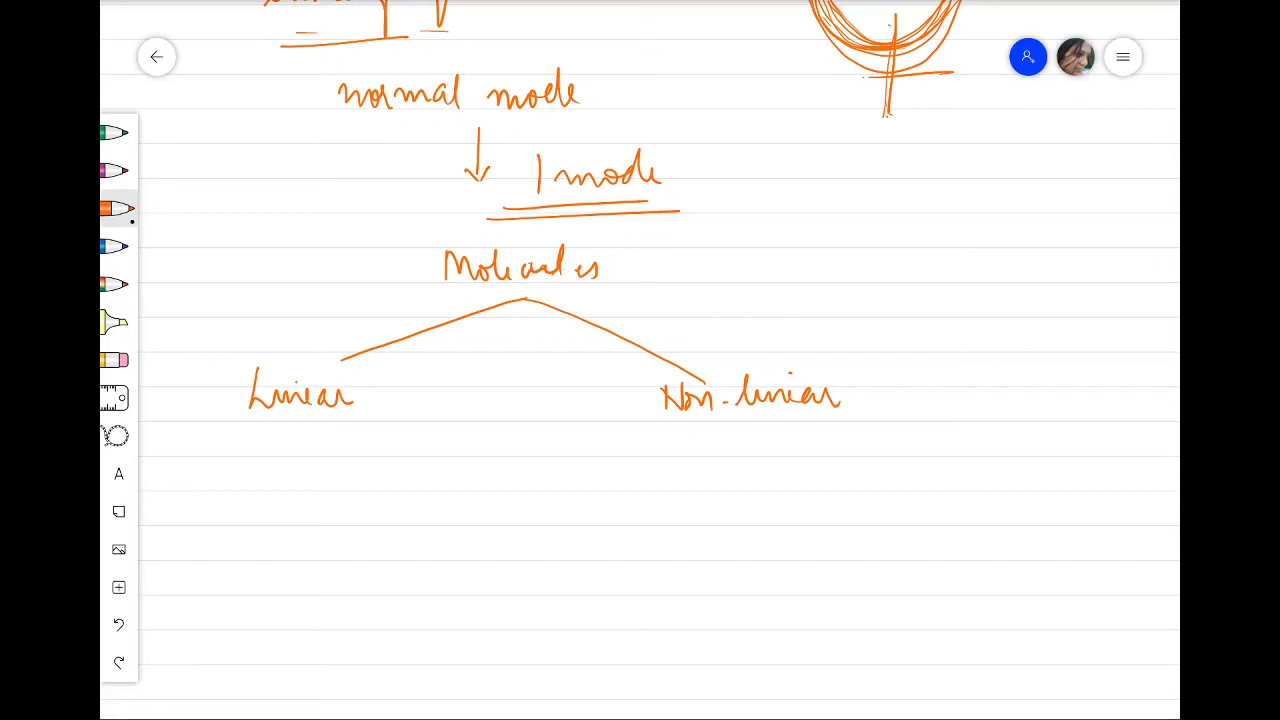 normal mode
1 mode
Molecules
Linear
Non-linear
A